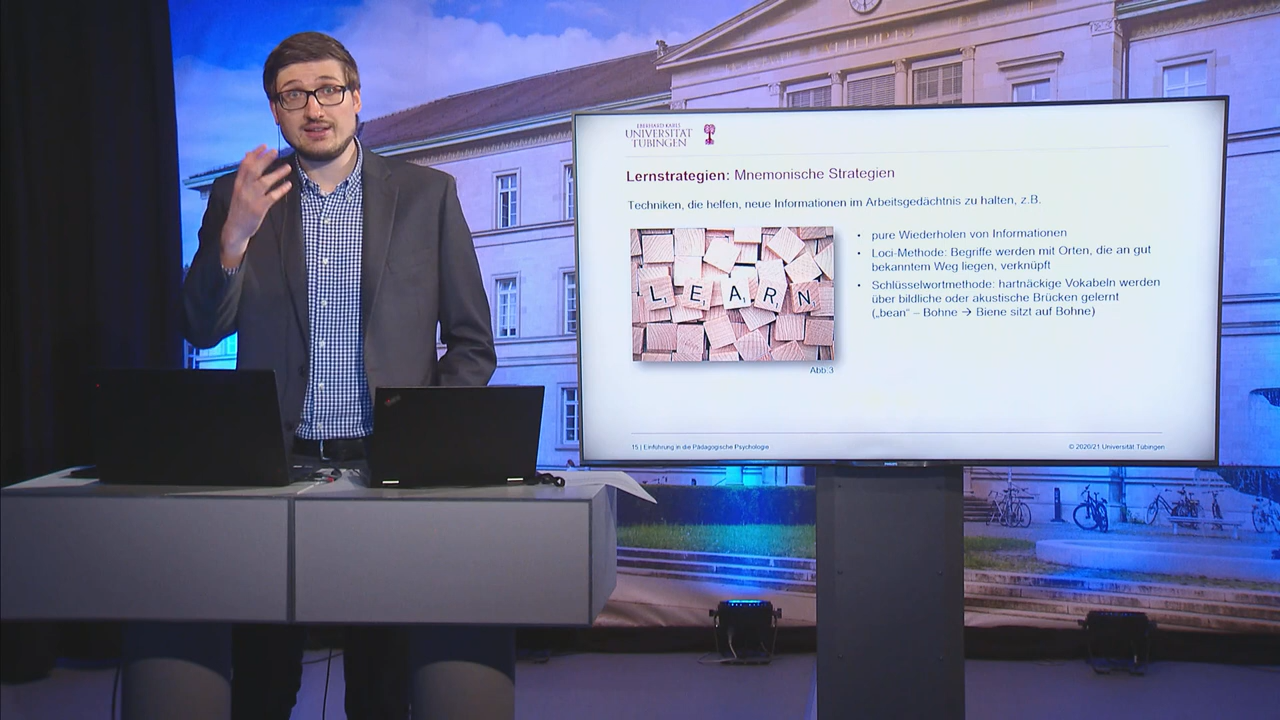 EBERHARD KARLS
UNIVERSITÄT
TÜBINGEN
Lernstrategien: Mnemonische Strategien
Techniken, die helfen, neue Informationen im Arbeitsgedächtnis zu halten, z.B.
LEARN
Abb.3
• pure Wiederholen von Informationen
• Loci-Methode: Begriffe werden mit Orten, die an gut
bekanntem Weg liegen, verknüpft
• Schlüsselwortmethode: hartnäckige Vokabeln werden
über bildliche oder akustische Brücken gelernt
(„bean“ – Bohne → Biene sitzt auf Bohne)
15 | Einführung in die Pädagogische Psychologie
© 2020/21 Universität Tübingen